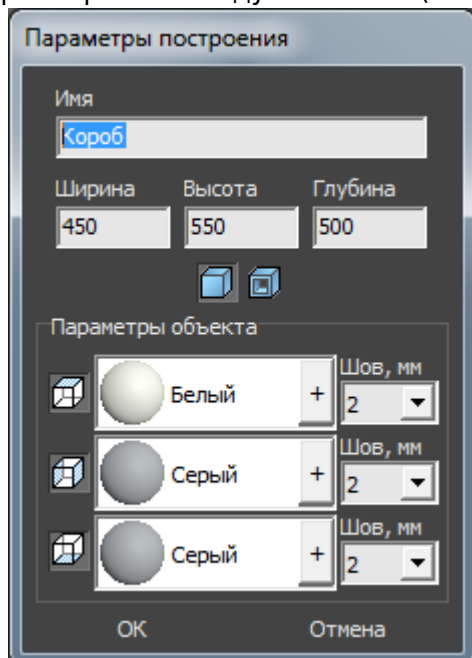 Параметры построения
Имя
Короб
Ширина Высота Глубина
450 550 500
Параметры объекта
Шов, мм
Белый + 2
Шов, мм
Серый + 2
Шов, мм
Серый + 2
ОК Отмена